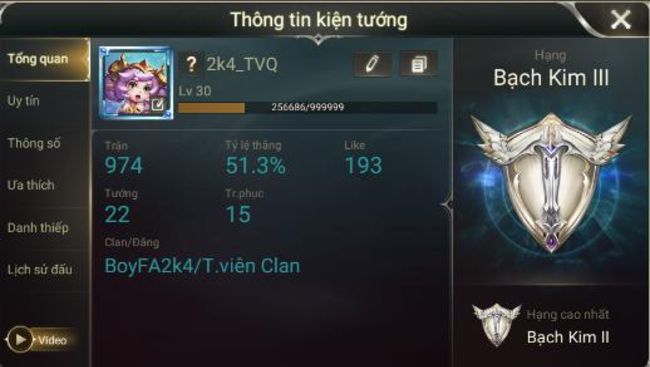 Thông tin kiện tướng
Tổng quan
Uy tín
Thông số
Ưa thích
Danh thiếp
Lịch sử đấu
Video
? 2k4_TVQ
Lv 30
256686/999999
Trận Tỷ lệ thắng Like
974 51.3% 193
Tướng Tr.phục
22 15
Clan/Đẳng
BoyFA2k4/T.viên Clan
Hạng
Bạch Kim III
Hạng cao nhất
Bạch Kim II